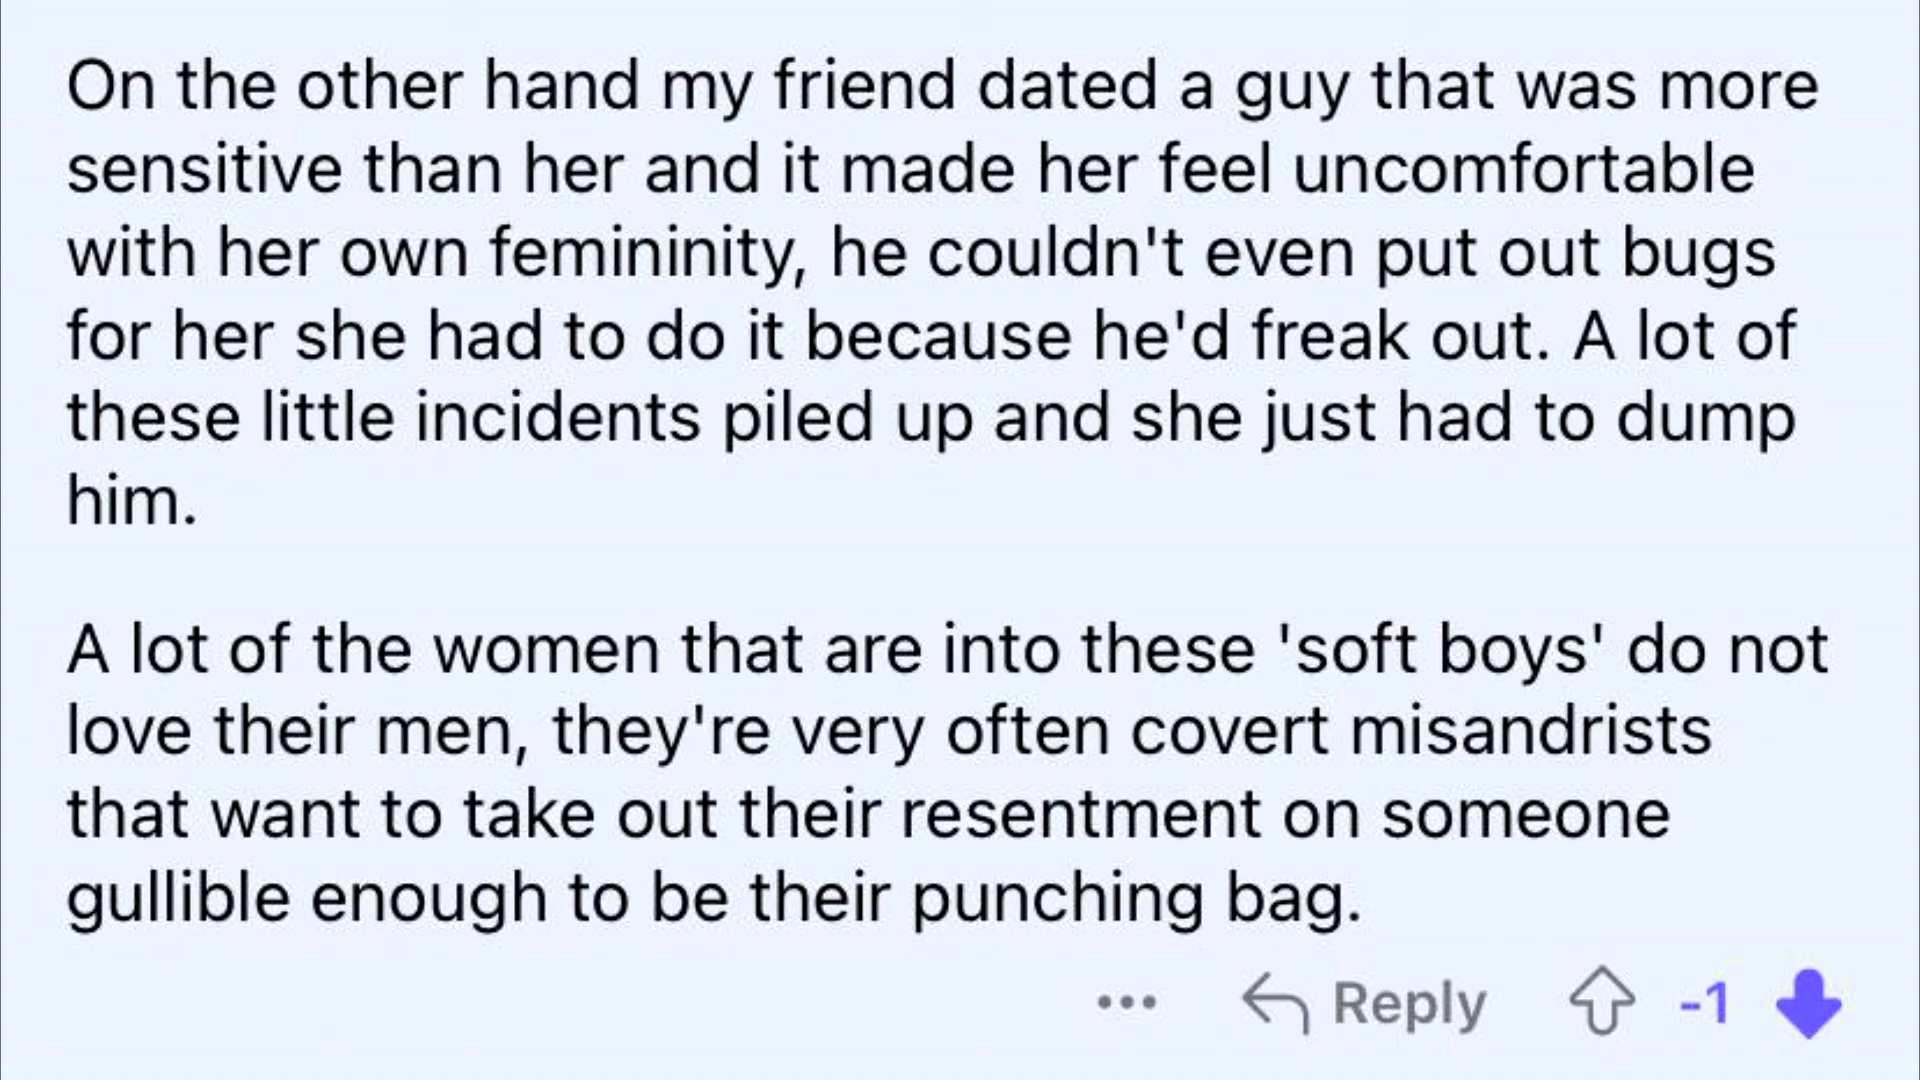 On the other hand my friend dated a guy that was more
sensitive than her and it made her feel uncomfortable
with her own femininity, he couldn't even put out bugs
for her she had to do it because he'd freak out. A lot of
these little incidents piled up and she just had to dump
him.
A lot of the women that are into these 'soft boys' do not
love their men, they're very often covert misandrists
that want to take out their resentment on someone
gullible enough to be their punching bag.
... Reply -1